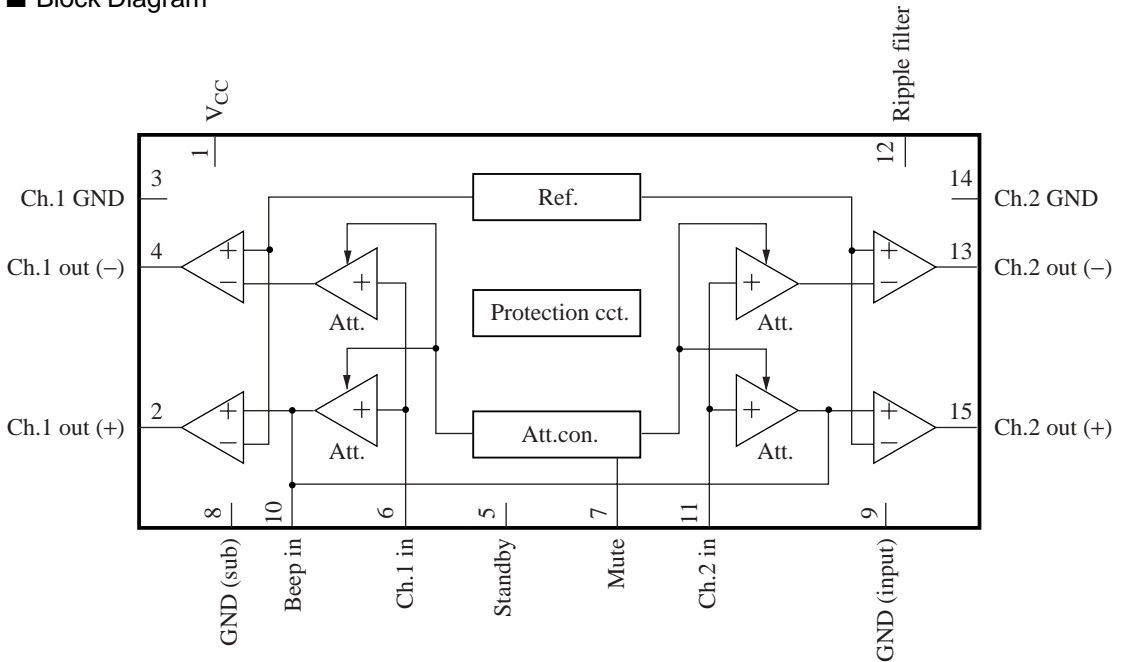 ■ Block Diagram
VCC
Ripple filter
1
12
3
14
Ch.1 GND
Ref.
Ch.2 GND
4
13
Ch.1 out (−)
+
−
+
Att.
+
Att.
+
−
Ch.2 out (−)
Protection cct.
2
15
Ch.1 out (+)
+
−
+
Att.
Att.con.
+
Att.
+
−
Ch.2 out (+)
8
10
6
5
7
11
9
GND (sub)
Beep in
Ch.1 in
Standby
Mute
Ch.2 in
GND (input)